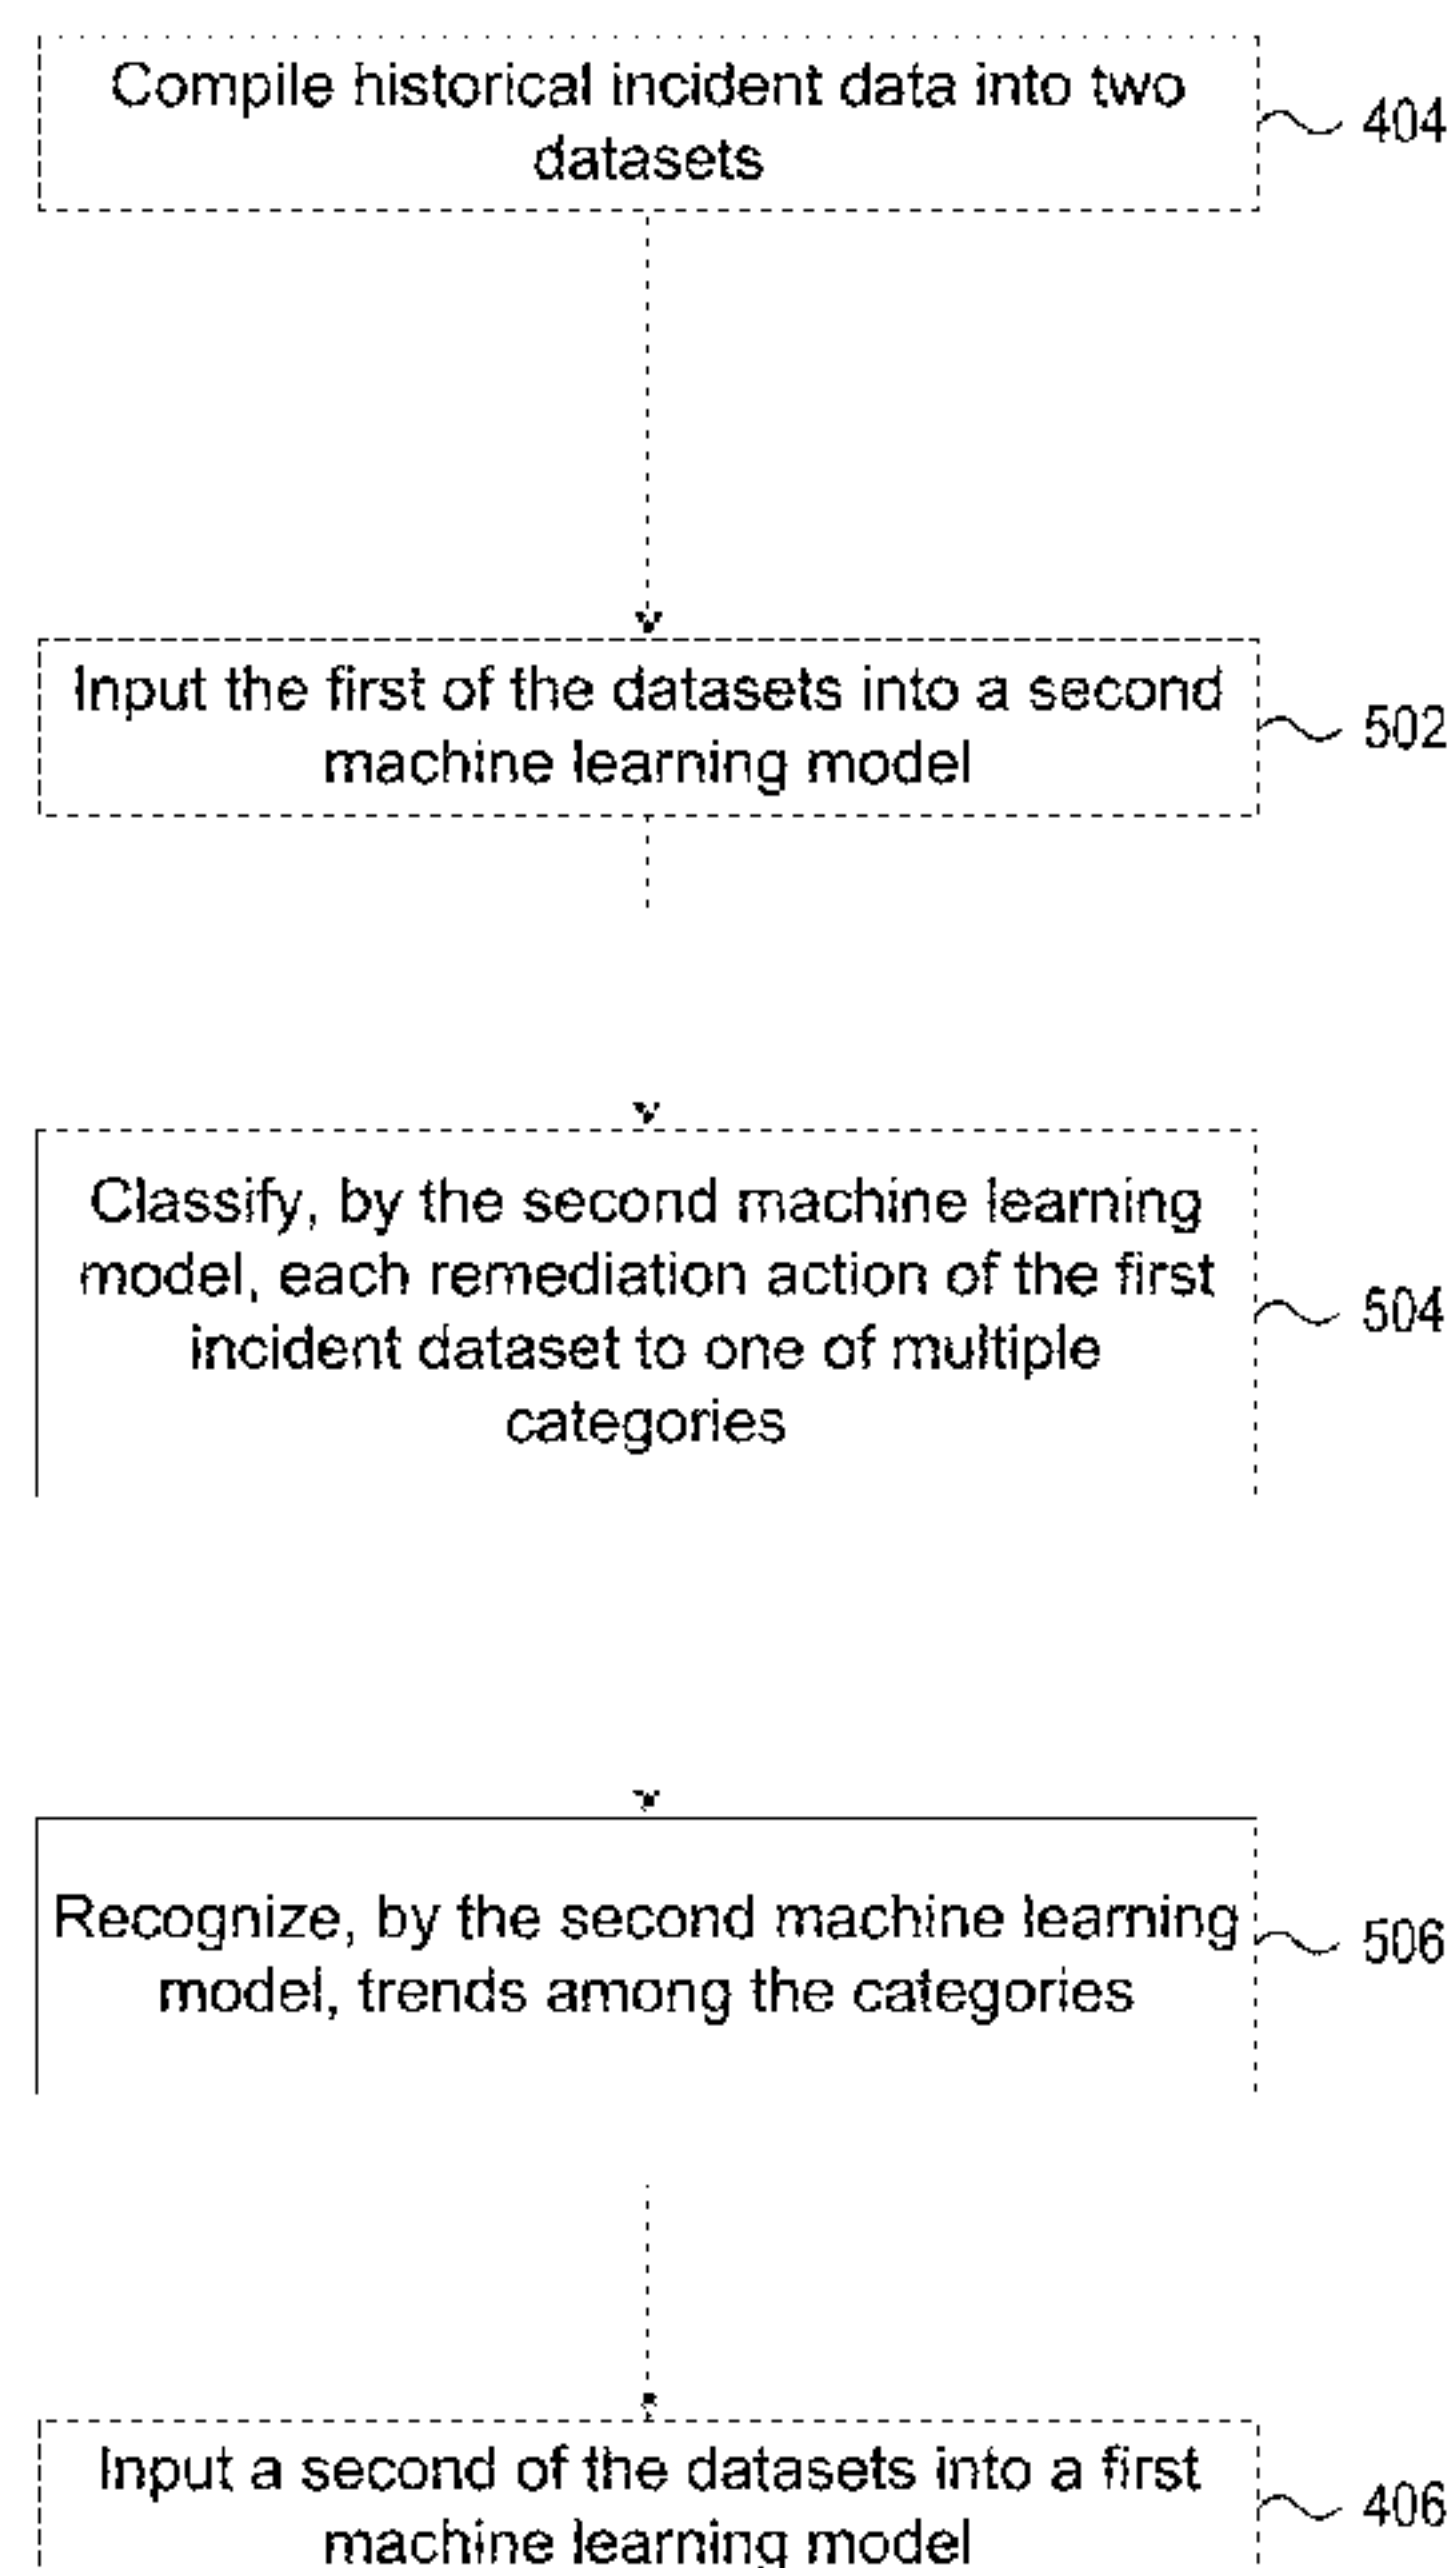 Compile historical incident data into two
datasets
404
Input the first of the datasets into a second
machine learning model
502
Classify, by the second machine learning
model, each remediation action of the first
incident dataset to one of multiple
categories
504
Recognize, by the second machine learning
model, trends among the categories
506
Input a second of the datasets into a first
machine learning model
406